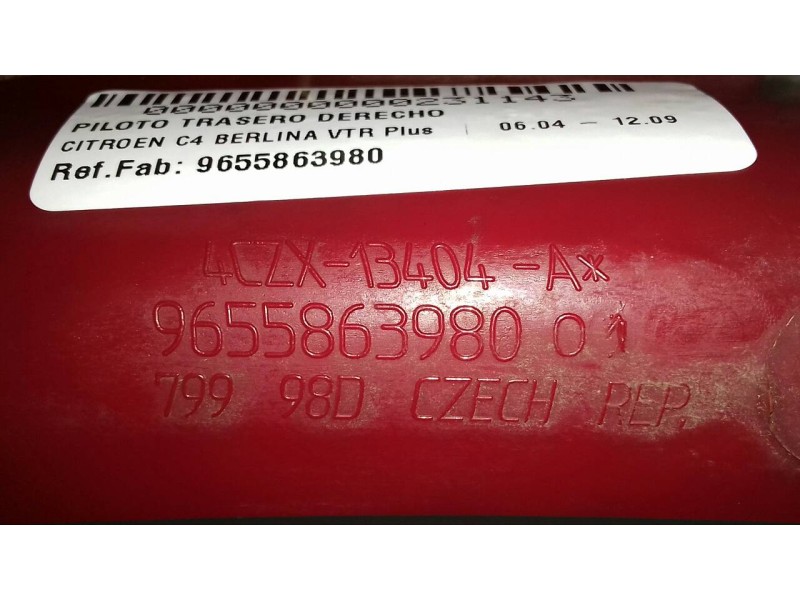 000000000231143
PILOTO TRASERO DERECHO
CITROEN C4 BERLINA VTR Plus 06.04 - 12.09
Ref.Fab: 9655863980
4CZX-13404-A*
9655863980 01
799 98D CZECH REP.